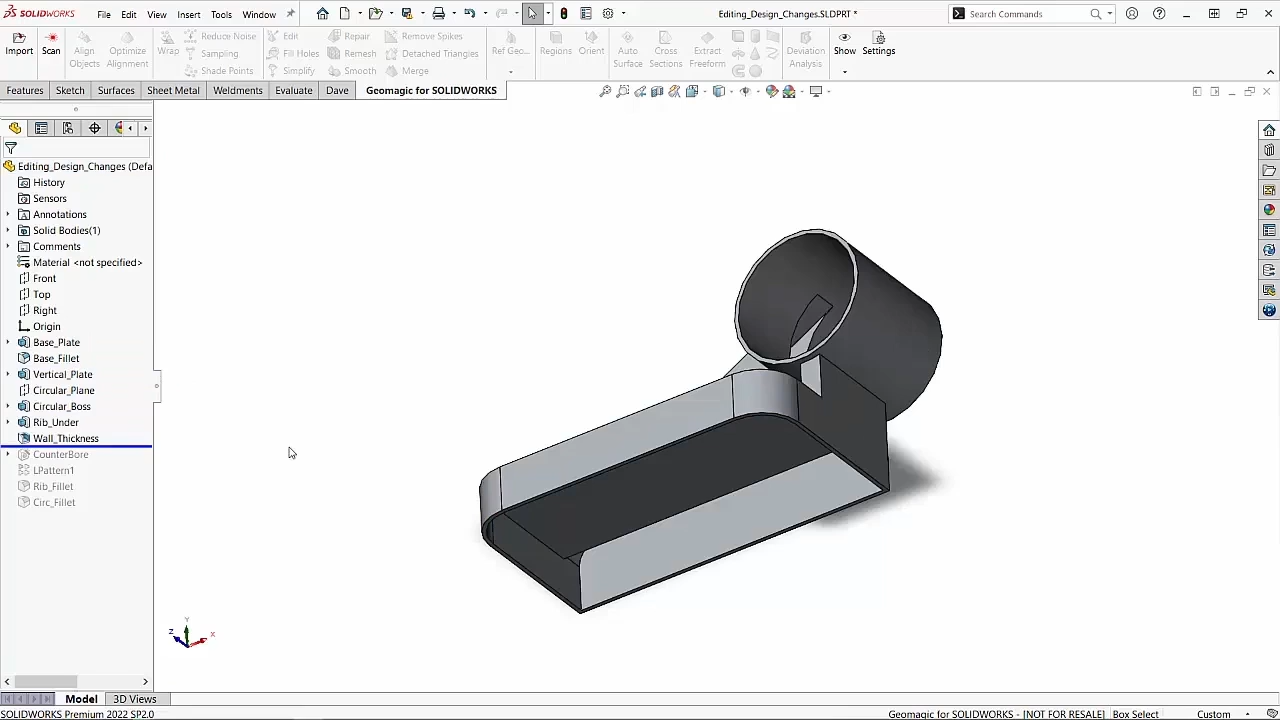 SOLIDWORKS File Edit View Insert Tools Window Editing_Design_Changes.SLDPRT * Search Commands
Import Scan Align Objects Optimize Alignment Wrap Reduce Noise Sampling Shade Points Edit Fill Holes Simplify Repair Remesh Smooth Remove Spikes Detached Triangles Merge Ref Geo... Regions Orient Auto Surface Cross Sections Extract Freeform Deviation Analysis Show Settings
Features Sketch Surfaces Sheet Metal Weldments Evaluate Dave Geomagic for SOLIDWORKS
Editing_Design_Changes (Defa
History
Sensors
Annotations
Solid Bodies(1)
Comments
Material <not specified>
Front
Top
Right
Origin
Base_Plate
Base_Fillet
Vertical_Plate
Circular_Plane
Circular_Boss
Rib_Under
Wall_Thickness
CounterBore
LPattern1
Rib_Fillet
Circ_Fillet
Y
Z X
Model 3D Views
SOLIDWORKS Premium 2022 SP2.0 Geomagic for SOLIDWORKS - [NOT FOR RESALE] Box Select Custom